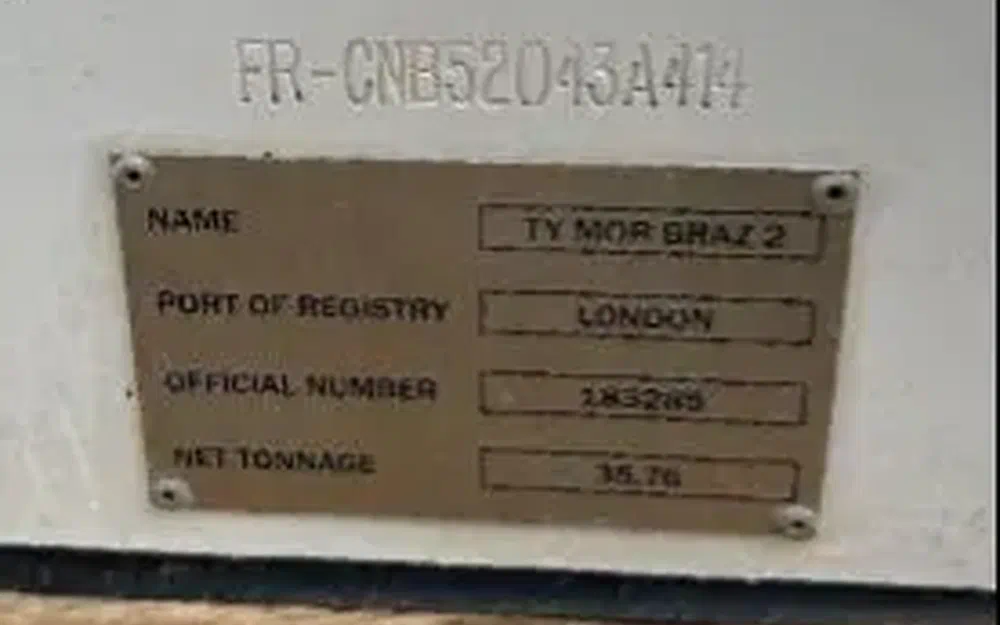 FR-CNB52043A414
NAME TY MOR BRAZ 2
PORT OF REGISTRY LONDON
OFFICIAL NUMBER
NET TONNAGE 35.76